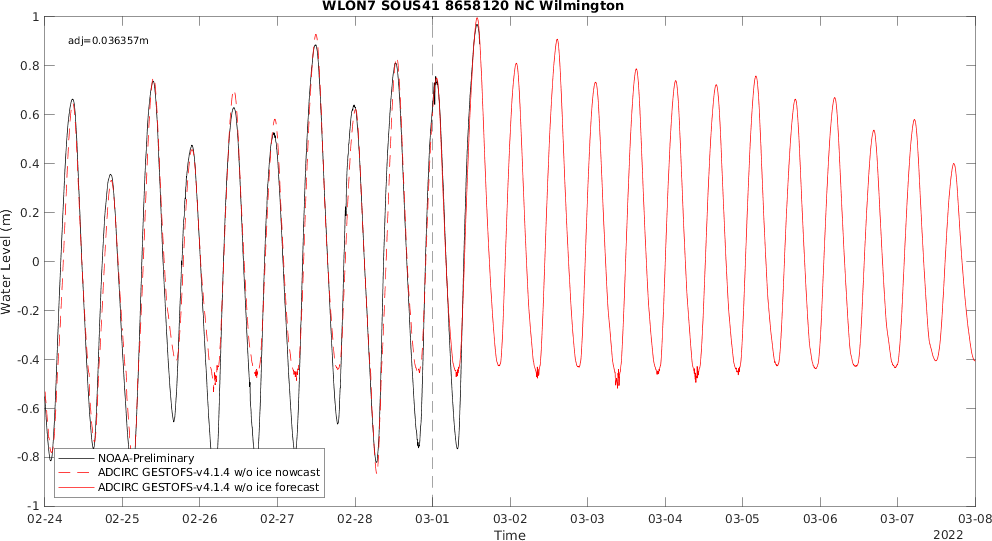 WLON7 SOUS41 8658120 NC Wilmington
adj=0.036357m
1
0.8
0.6
0.4
0.2
0
-0.2
-0.4
-0.6
-0.8
-1
Water Level (m)
NOAA-Preliminary
ADCIRC GESTOFS-v4.1.4 w/o ice nowcast
ADCIRC GESTOFS-v4.1.4 w/o ice forecast
02-24 02-25 02-26 02-27 02-28 03-01 03-02 03-03 03-04 03-05 03-06 03-07 03-08
Time
2022